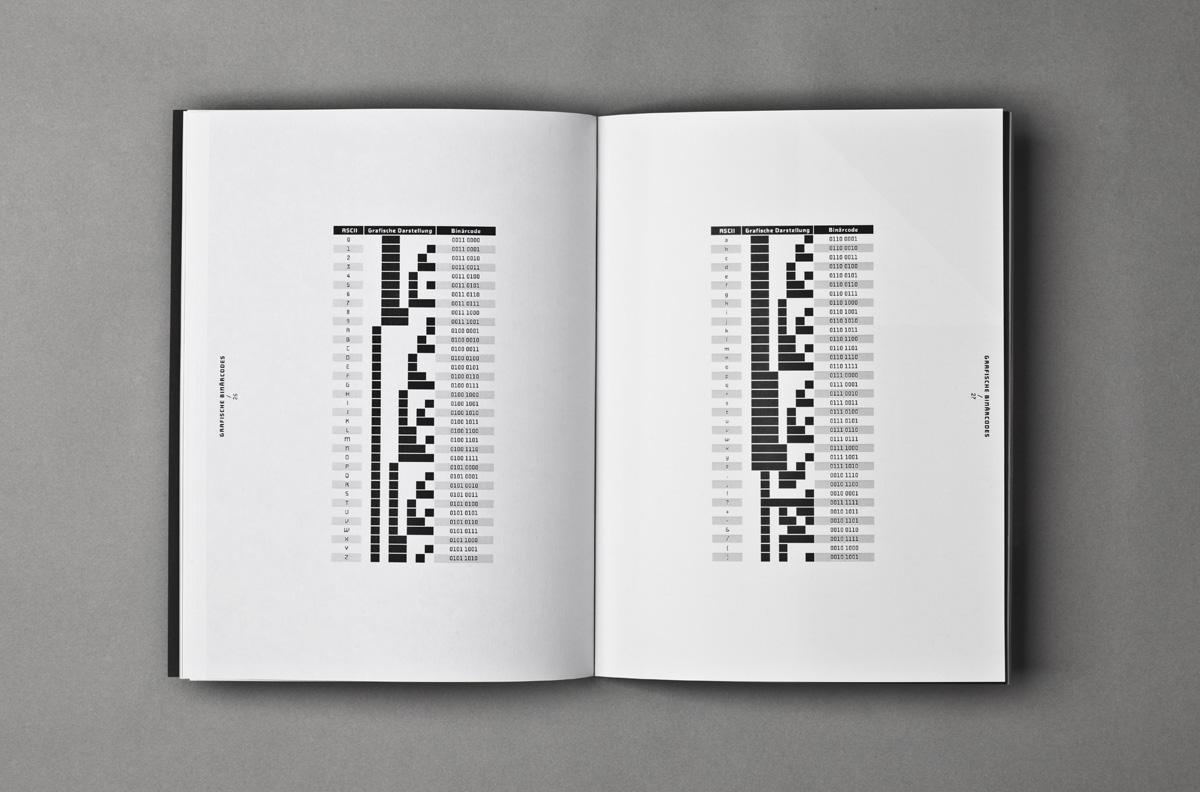 GRAFISCHE BINÄRCODES
/
26
ASCII Grafische Darstellung Binärcode
0 0011 0000
1 0011 0001
2 0011 0010
3 0011 0011
4 0011 0100
5 0011 0101
6 0011 0110
7 0011 0111
8 0011 1000
9 0011 1001
A 0100 0001
B 0100 0010
C 0100 0011
D 0100 0100
E 0100 0101
F 0100 0110
G 0100 0111
H 0100 1000
I 0100 1001
J 0100 1010
K 0100 1011
L 0100 1100
M 0100 1101
N 0100 1110
O 0100 1111
P 0101 0000
Q 0101 0001
R 0101 0010
S 0101 0011
T 0101 0100
U 0101 0101
V 0101 0110
W 0101 0111
X 0101 1000
Y 0101 1001
Z 0101 1010
ASCII Grafische Darstellung Binärcode
a 0110 0001
b 0110 0010
c 0110 0011
d 0110 0100
e 0110 0101
f 0110 0110
g 0110 0111
h 0110 1000
i 0110 1001
j 0110 1010
k 0110 1011
l 0110 1100
m 0110 1101
n 0110 1110
o 0110 1111
p 0111 0000
q 0111 0001
r 0111 0010
s 0111 0011
t 0111 0100
u 0111 0101
v 0111 0110
w 0111 0111
x 0111 1000
y 0111 1001
z 0111 1010
. 0010 1110
, 0010 1100
! 0010 0001
? 0011 1111
+ 0010 1011
- 0010 1101
& 0010 0110
/ 0010 1111
( 0010 1000
) 0010 1001
GRAFISCHE BINÄRCODES
/
27